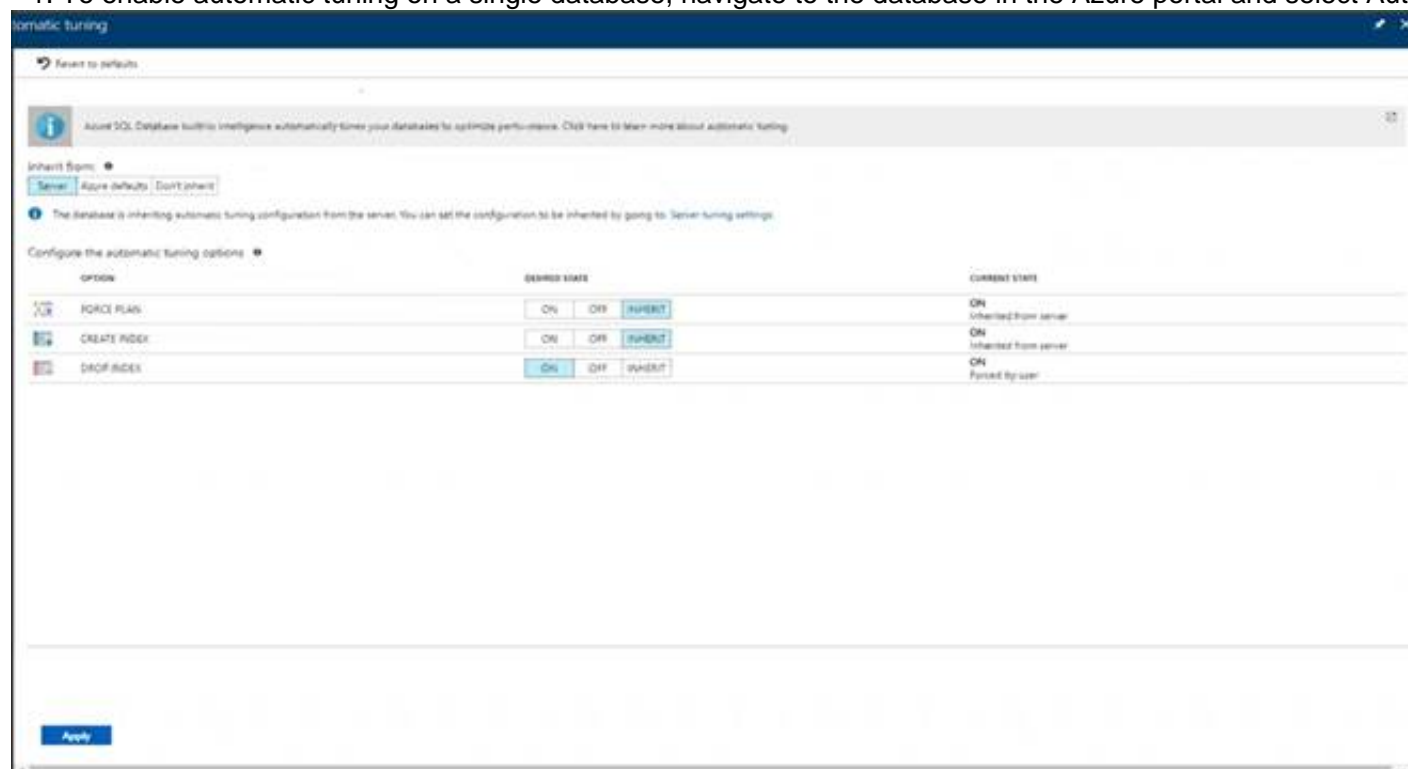 1. To enable automatic tuning on a single database, navigate to the database in the Azure portal and select Aut
omatic tuning
Revert to defaults
Azure SQL Database built-in intelligence automatically tunes your databases to optimize performance. Click here to learn more about automatic tuning
Inherit from:
Server Azure defaults Don't inherit
The database is inheriting automatic tuning configuration from the server. You can set the configuration to be inherited by going to: Server tuning settings
Configure the automatic tuning options
OPTION DESIRED STATE CURRENT STATE
FORCE PLAN ON OFF INHERIT ON
Inherited from server
CREATE INDEX ON OFF INHERIT ON
Inherited from server
DROP INDEX ON OFF INHERIT ON
Forced by user
Apply